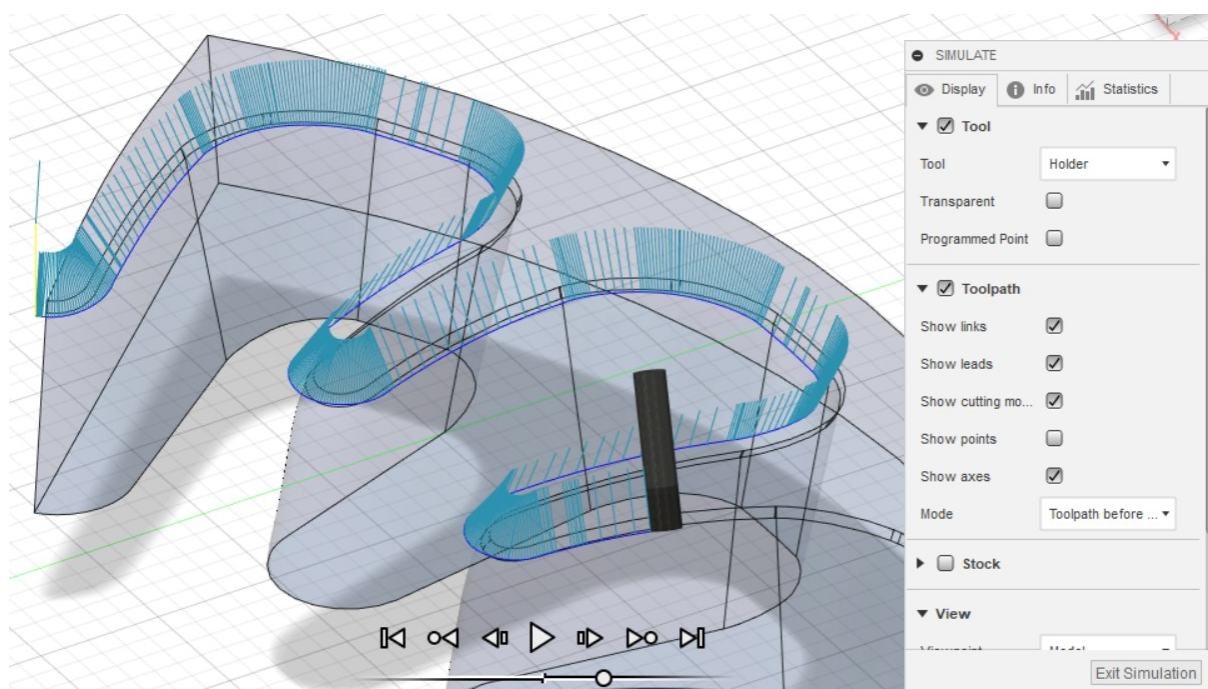 SIMULATE
Display Info Statistics
Tool
Tool Holder
Transparent
Programmed Point
Toolpath
Show links
Show leads
Show cutting mo...
Show points
Show axes
Mode Toolpath before ...
Stock
View
Exit Simulation